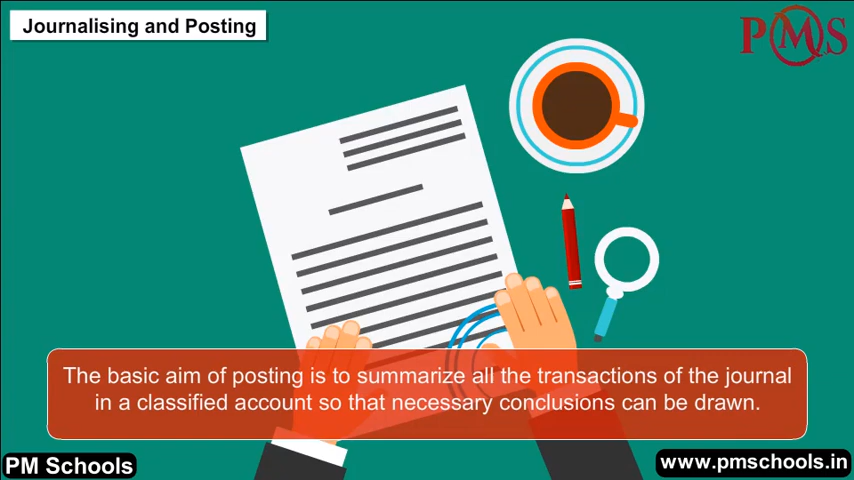 Journalising and Posting
PMS
The basic aim of posting is to summarize all the transactions of the journal
in a classified account so that necessary conclusions can be drawn.
PM Schools
www.pmschools.in